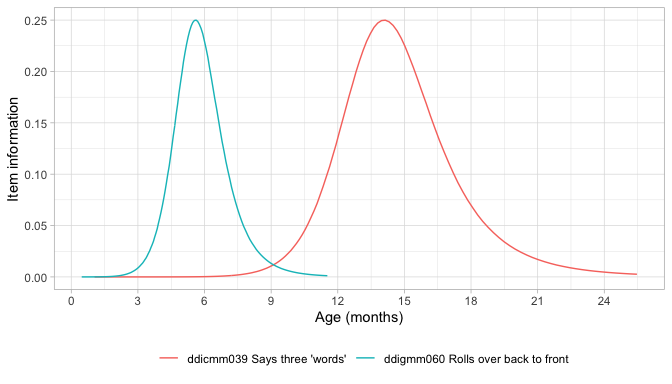 0.25
0.20
0.15
0.10
0.05
0.00
Item information
0 3 6 9 12 15 18 21 24
Age (months)
ddicmm039 Says three 'words' ddigmm060 Rolls over back to front